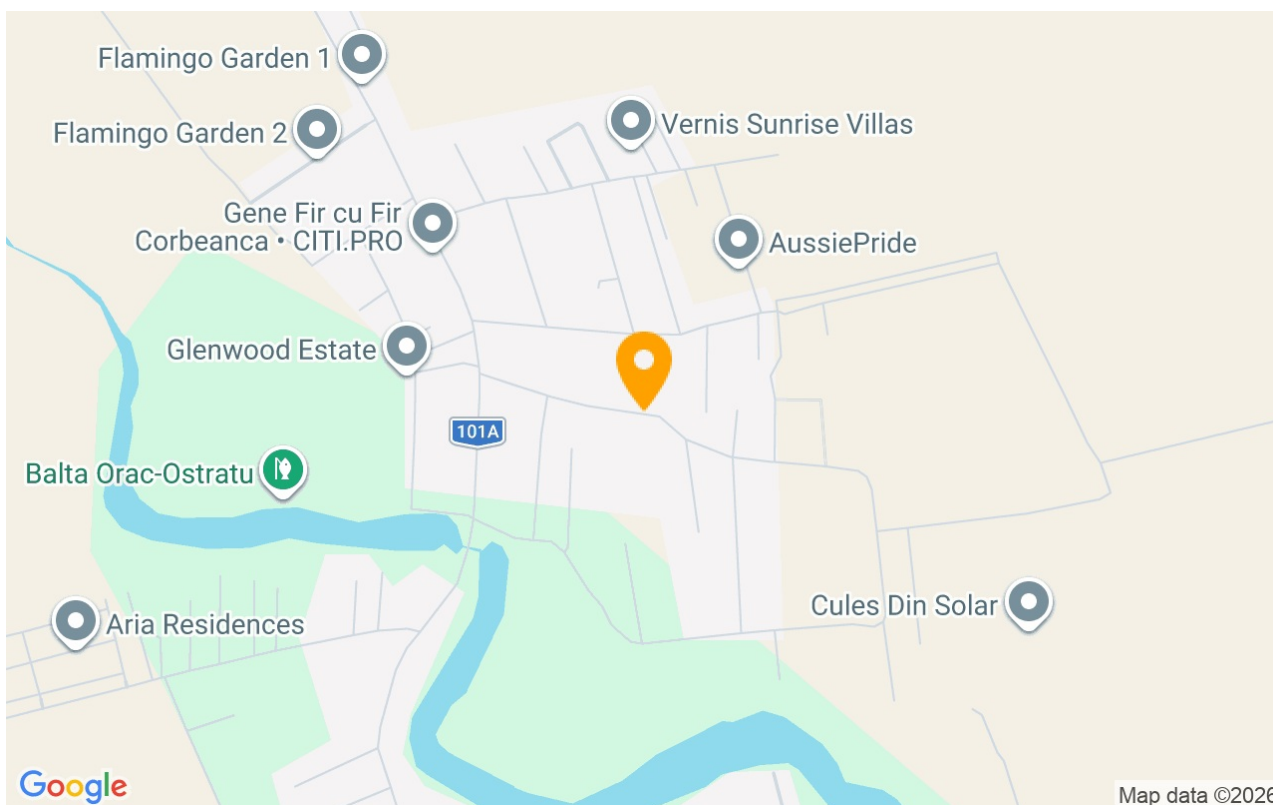 Flamingo Garden 1
Flamingo Garden 2
Vernis Sunrise Villas
Gene Fir cu Fir
Corbeanca • CITI.PRO
AussiePride
Glenwood Estate
101A
Balta Orac-Ostratu
Cules Din Solar
Aria Residences
Google
Map data ©2026